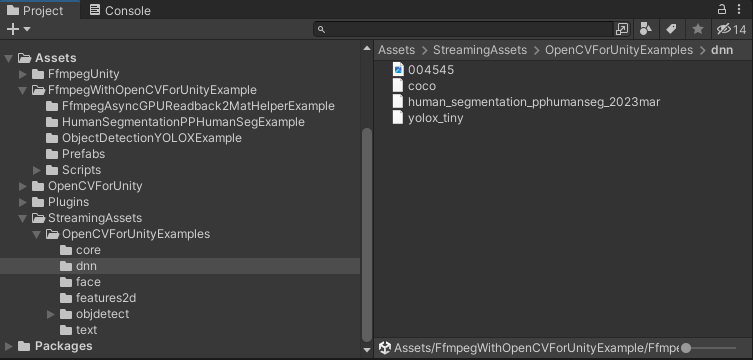 Project
Console
14
Assets
FfmpegUnity
FfmpegWithOpenCVForUnityExample
FfmpegAsyncGPUReadback2MatHelperExample
HumanSegmentationPPHumanSegExample
ObjectDetectionYOLOXExample
Prefabs
Scripts
OpenCVForUnity
Plugins
StreamingAssets
OpenCVForUnityExamples
core
dnn
face
features2d
objdetect
text
Packages
Assets > StreamingAssets > OpenCVForUnityExamples > dnn
004545
coco
human_segmentation_pphumanseg_2023mar
yolox_tiny
Assets/FfmpegWithOpenCVForUnityExample/Ffmpe